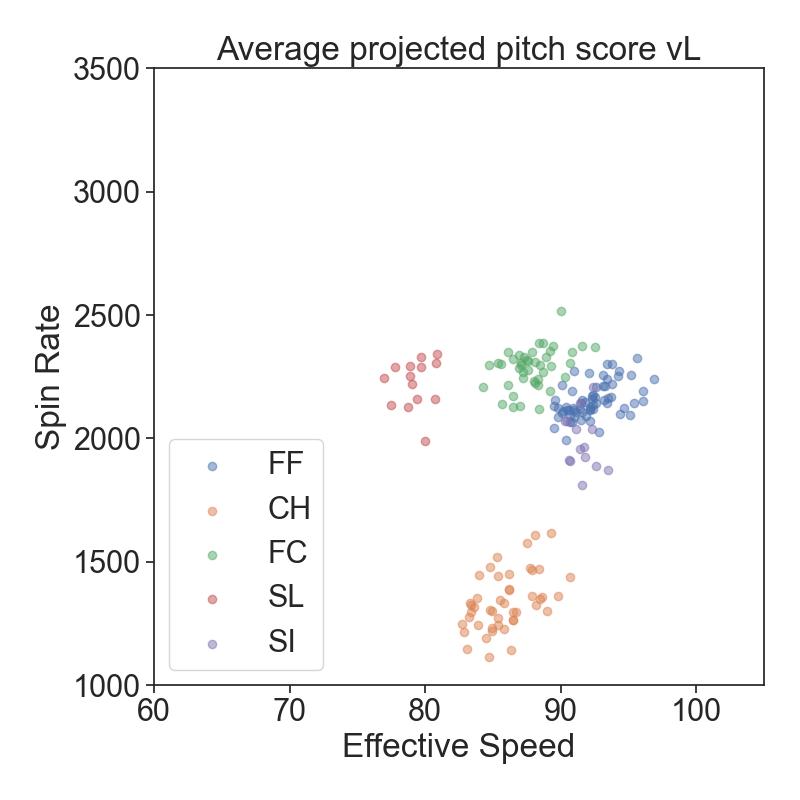 Average projected pitch score vL
3500
3000
2500
2000
1500
1000
Spin Rate
FF
CH
FC
SL
SI
60 70 80 90 100
Effective Speed